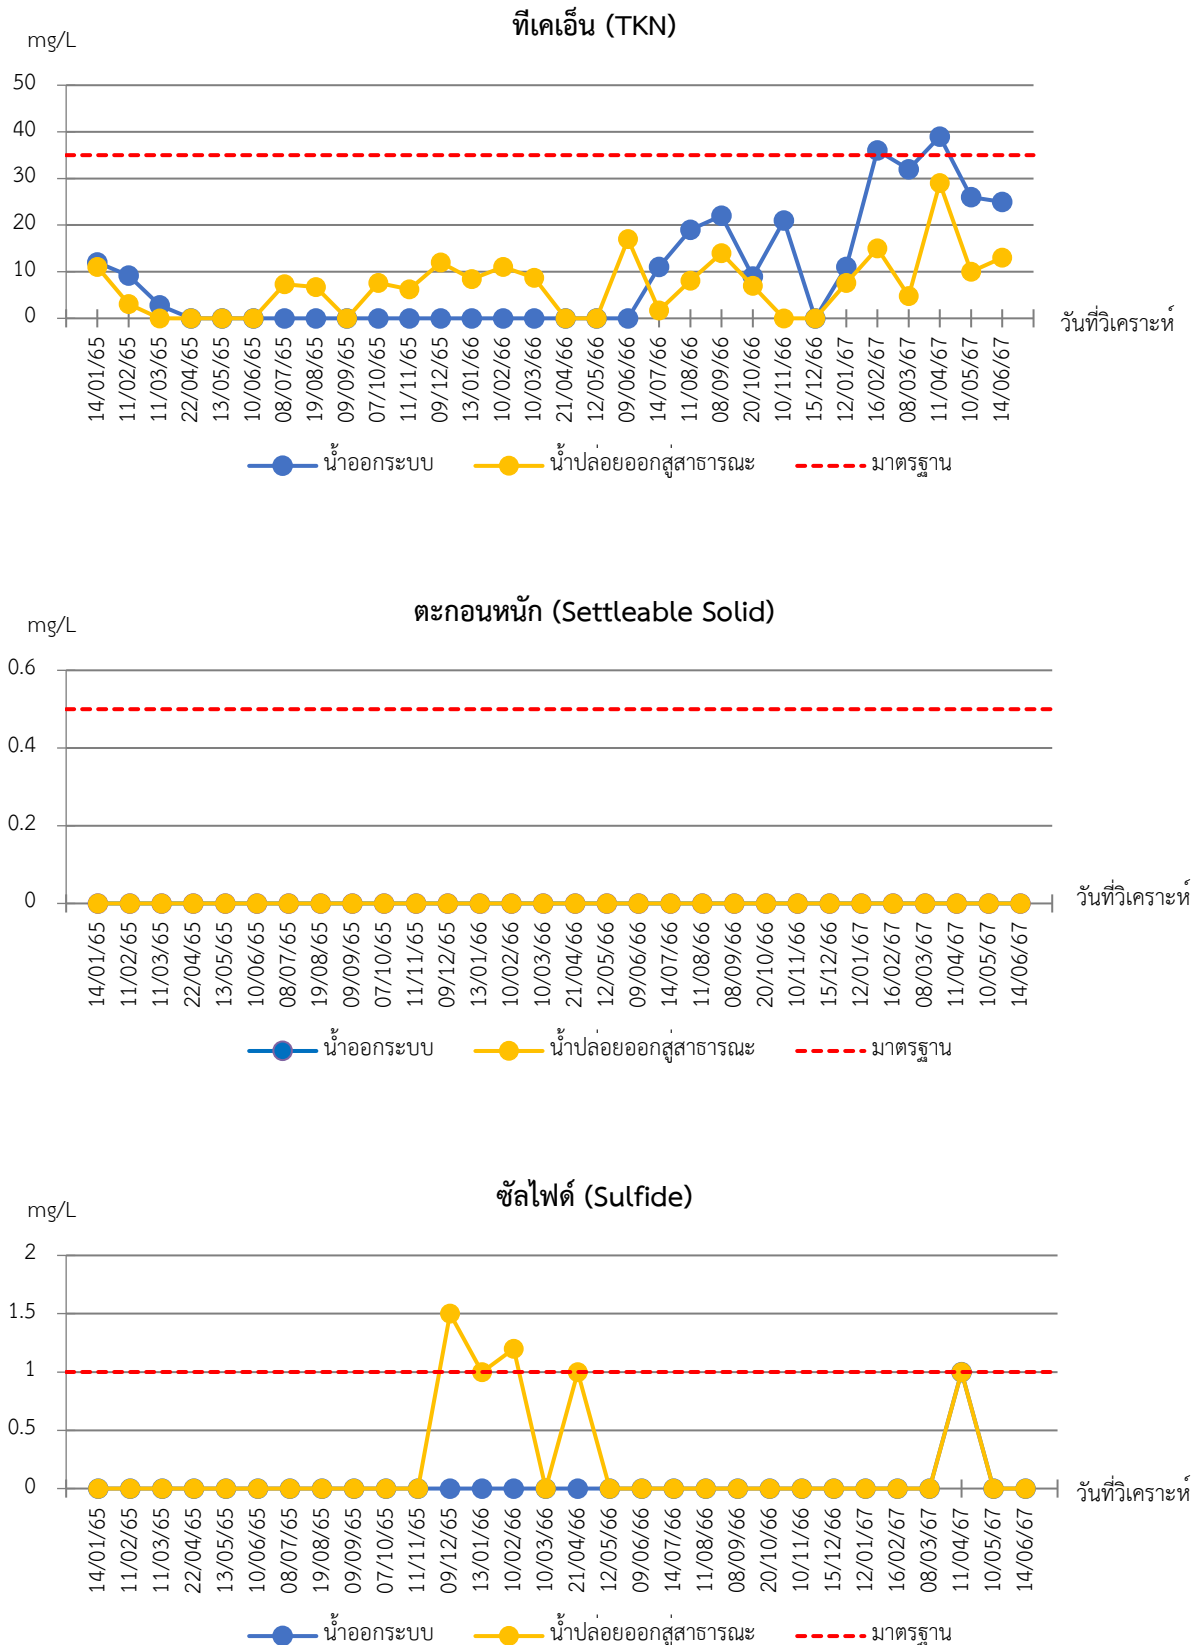 ทีเคเอ็น (TKN)
mg/L
50
40
30
20
10
0
วันที่วิเคราะห์
14/01/65 11/02/65 11/03/65 22/04/65 13/05/65 10/06/65 08/07/65 19/08/65 09/09/65 07/10/65 11/11/65 09/12/65 13/01/66 10/02/66 10/03/66 21/04/66 12/05/66 09/06/66 14/07/66 11/08/66 08/09/66 20/10/66 10/11/66 15/12/66 12/01/67 16/02/67 08/03/67 11/04/67 10/05/67 14/06/67
น้ำออกระบบ น้ำปล่อยออกสู่สาธารณะ มาตรฐาน
ตะกอนหนัก (Settleable Solid)
mg/L
0.6
0.4
0.2
0
วันที่วิเคราะห์
14/01/65 11/02/65 11/03/65 22/04/65 13/05/65 10/06/65 08/07/65 19/08/65 09/09/65 07/10/65 11/11/65 09/12/65 13/01/66 10/02/66 10/03/66 21/04/66 12/05/66 09/06/66 14/07/66 11/08/66 08/09/66 20/10/66 10/11/66 15/12/66 12/01/67 16/02/67 08/03/67 11/04/67 10/05/67 14/06/67
น้ำออกระบบ น้ำปล่อยออกสู่สาธารณะ มาตรฐาน
ซัลไฟด์ (Sulfide)
mg/L
2
1.5
1
0.5
0
วันที่วิเคราะห์
14/01/65 11/02/65 11/03/65 22/04/65 13/05/65 10/06/65 08/07/65 19/08/65 09/09/65 07/10/65 11/11/65 09/12/65 13/01/66 10/02/66 10/03/66 21/04/66 12/05/66 09/06/66 14/07/66 11/08/66 08/09/66 20/10/66 10/11/66 15/12/66 12/01/67 16/02/67 08/03/67 11/04/67 10/05/67 14/06/67
น้ำออกระบบ น้ำปล่อยออกสู่สาธารณะ มาตรฐาน